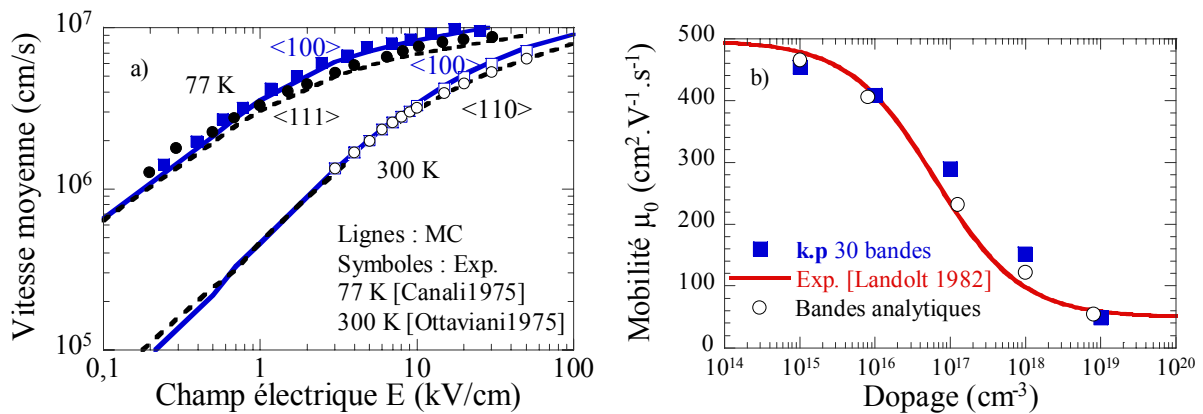 a)
Vitesse moyenne (cm/s)
10⁷
10⁶
10⁵
<100>
77 K
<100>
<111>
<110>
300 K
Lignes : MC
Symboles : Exp.
77 K [Canali1975]
300 K [Ottaviani1975]
0,1 1 10 100
Champ électrique E (kV/cm)
b)
Mobilité μ₀ (cm².V⁻¹.s⁻¹)
500
400
300
200
100
0
k.p 30 bandes
Exp. [Landolt 1982]
Bandes analytiques
10¹⁴ 10¹⁵ 10¹⁶ 10¹⁷ 10¹⁸ 10¹⁹ 10²⁰
Dopage (cm⁻³)